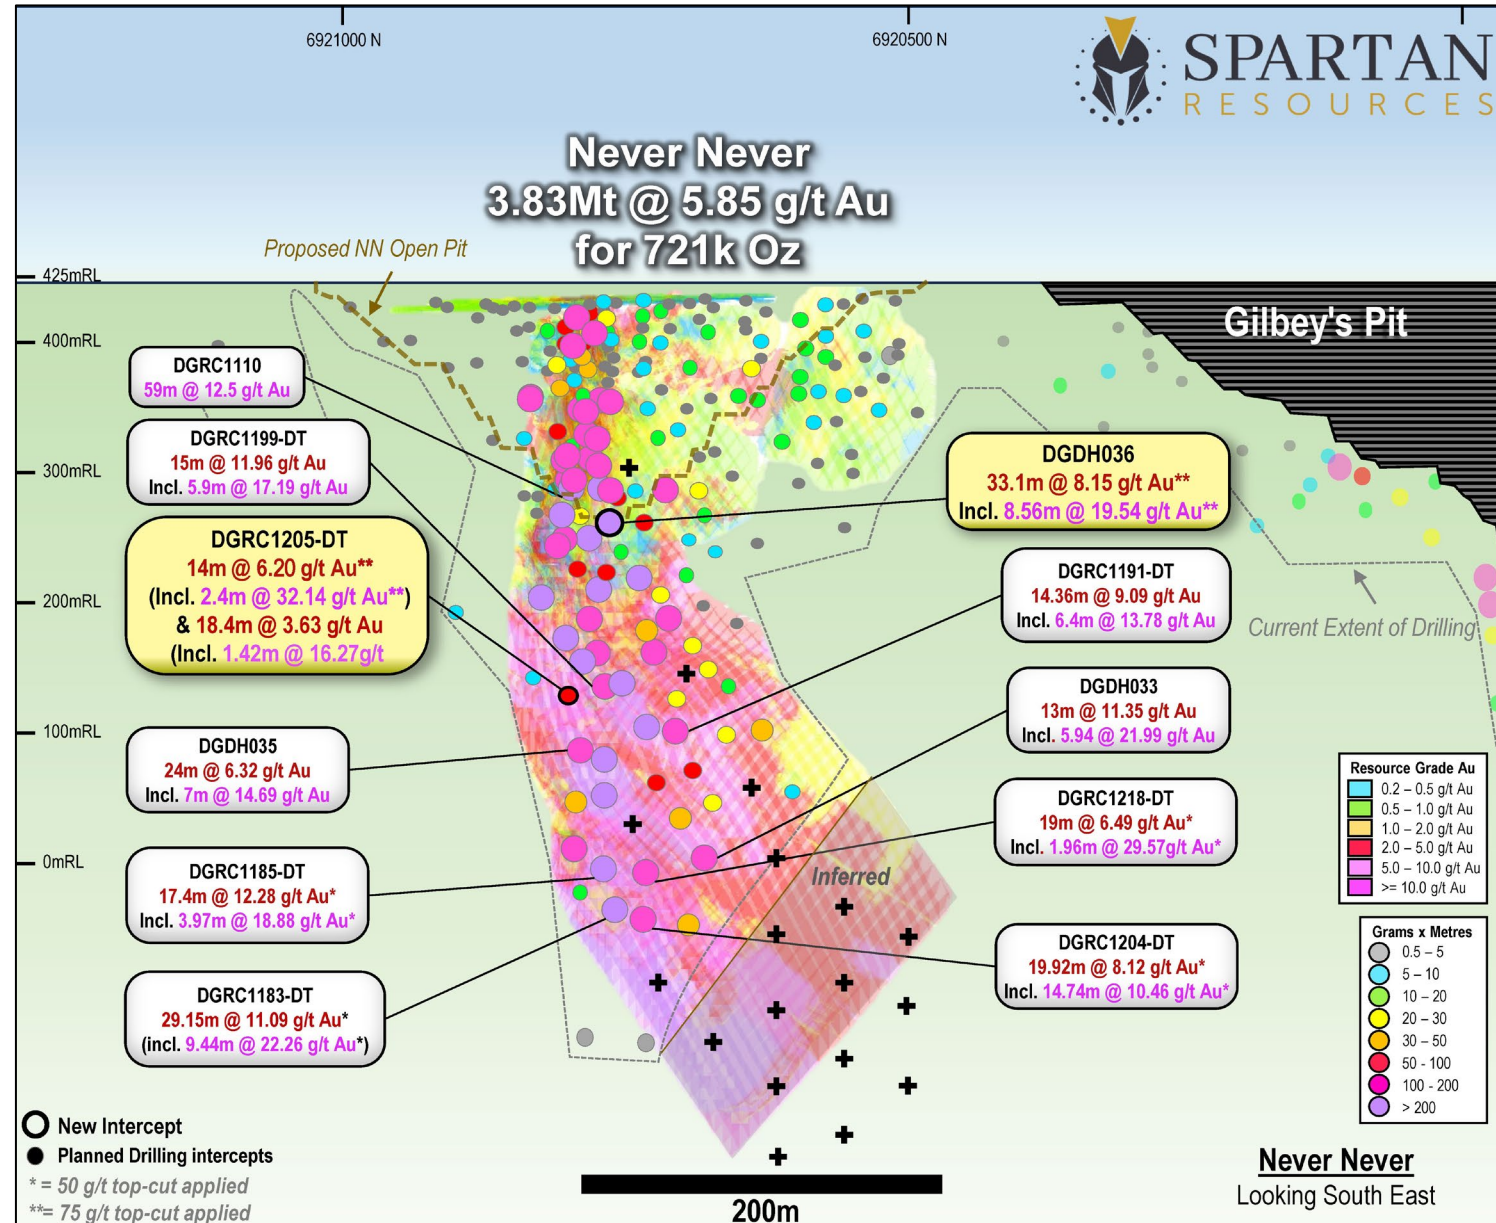 6921000 N
6920500 N
SPARTAN
RESOURCES
Never Never
3.83Mt @ 5.85 g/t Au
for 721k Oz
Proposed NN Open Pit
425mRL
400mRL
300mRL
200mRL
100mRL
0mRL
Gilbey's Pit
DGRC1110
59m @ 12.5 g/t Au
DGRC1199-DT
15m @ 11.96 g/t Au
Incl. 5.9m @ 17.19 g/t Au
DGRC1205-DT
14m @ 6.20 g/t Au**
(Incl. 2.4m @ 32.14 g/t Au**)
& 18.4m @ 3.63 g/t Au
(Incl. 1.42m @ 16.27g/t
DGDH035
24m @ 6.32 g/t Au
Incl. 7m @ 14.69 g/t Au
DGRC1185-DT
17.4m @ 12.28 g/t Au*
Incl. 3.97m @ 18.88 g/t Au*
DGRC1183-DT
29.15m @ 11.09 g/t Au*
(incl. 9.44m @ 22.26 g/t Au*)
DGDH036
33.1m @ 8.15 g/t Au**
Incl. 8.56m @ 19.54 g/t Au**
DGRC1191-DT
14.36m @ 9.09 g/t Au
Incl. 6.4m @ 13.78 g/t Au
Current Extent of Drilling
DGDH033
13m @ 11.35 g/t Au
Incl. 5.94 @ 21.99 g/t Au
DGRC1218-DT
19m @ 6.49 g/t Au*
Incl. 1.96m @ 29.57g/t Au*
Inferred
DGRC1204-DT
19.92m @ 8.12 g/t Au*
Incl. 14.74m @ 10.46 g/t Au*
Resource Grade Au
0.2 – 0.5 g/t Au
0.5 – 1.0 g/t Au
1.0 – 2.0 g/t Au
2.0 – 5.0 g/t Au
5.0 – 10.0 g/t Au
>= 10.0 g/t Au
Grams x Metres
0.5 – 5
5 – 10
10 – 20
20 – 30
30 – 50
50 - 100
100 - 200
> 200
New Intercept
Planned Drilling intercepts
* = 50 g/t top-cut applied
**= 75 g/t top-cut applied
200m
Never Never
Looking South East